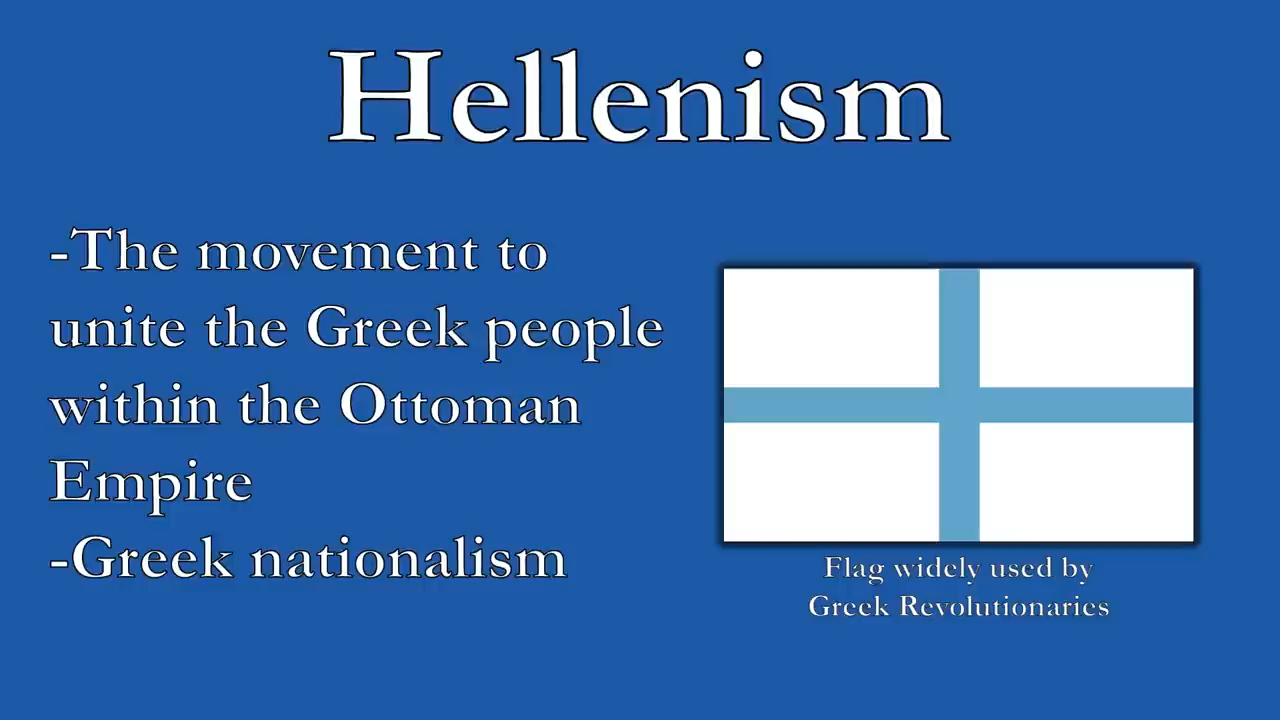 Hellenism
-The movement to
unite the Greek people
within the Ottoman
Empire
-Greek nationalism
Flag widely used by
Greek Revolutionaries